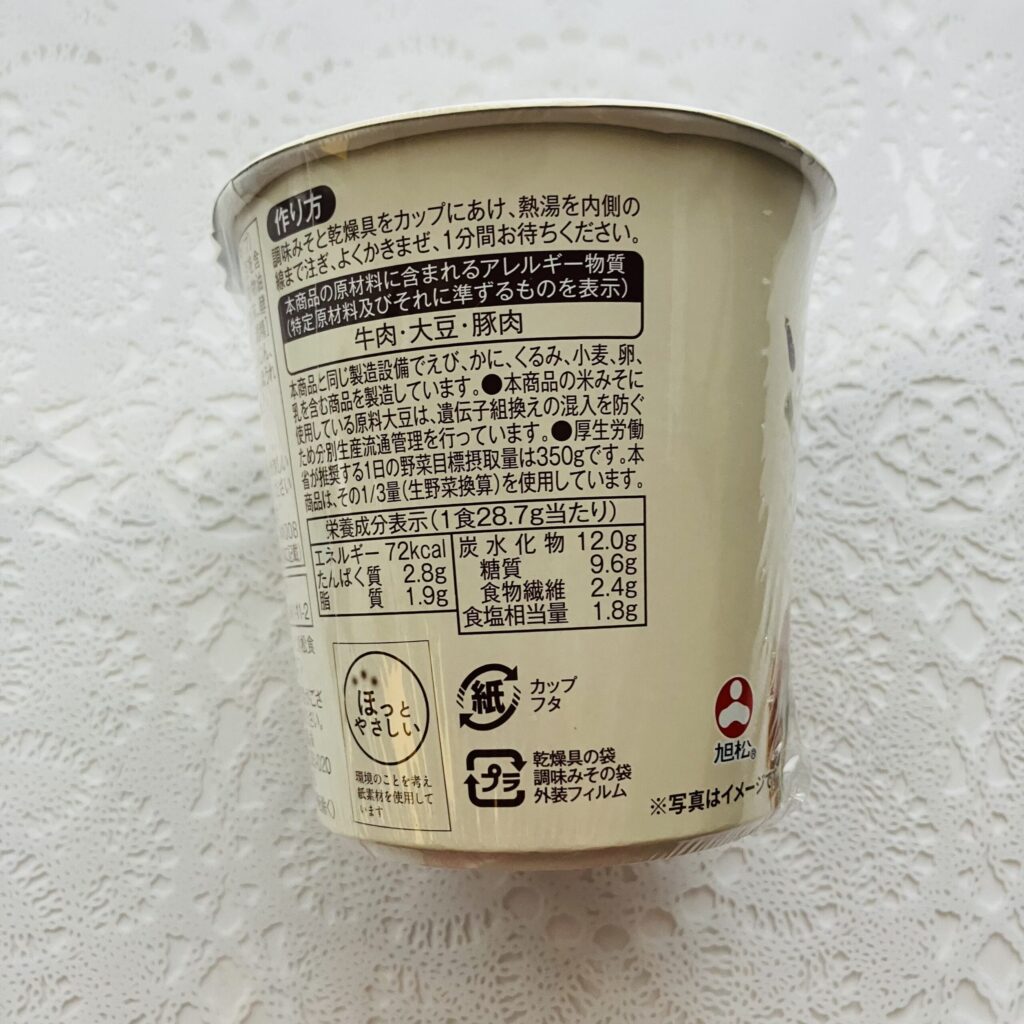 作り方
調味みそと乾燥具をカップにあけ、熱湯を内側の
線まで注ぎ、よくかきまぜ、1分間お待ちください。
本商品の原材料に含まれるアレルギー物質
(特定原材料及びそれに準ずるものを表示)
牛肉・大豆・豚肉
本商品と同じ製造設備でえび、かに、くるみ、小麦、卵、
乳を含む商品を製造しています。●本商品の米みそに
使用している原料大豆は、遺伝子組換えの混入を防ぐ
ため分別生産流通管理を行っています。●厚生労働
省が推奨する1日の野菜目標摂取量は350gです。本
商品は、その1/3量(生野菜換算)を使用しています。
栄養成分表示(1食28.7g当たり)
エネルギー 72kcal
たんぱく質 2.8g
脂質 1.9g
炭水化物 12.0g
糖質 9.6g
食物繊維 2.4g
食塩相当量 1.8g
ほっと
やさしい
環境のことを考え
紙素材を使用して
います
紙
カップ
フタ
プラ
乾燥具の袋
調味みその袋
外装フィルム
旭松®
※写真はイメージで